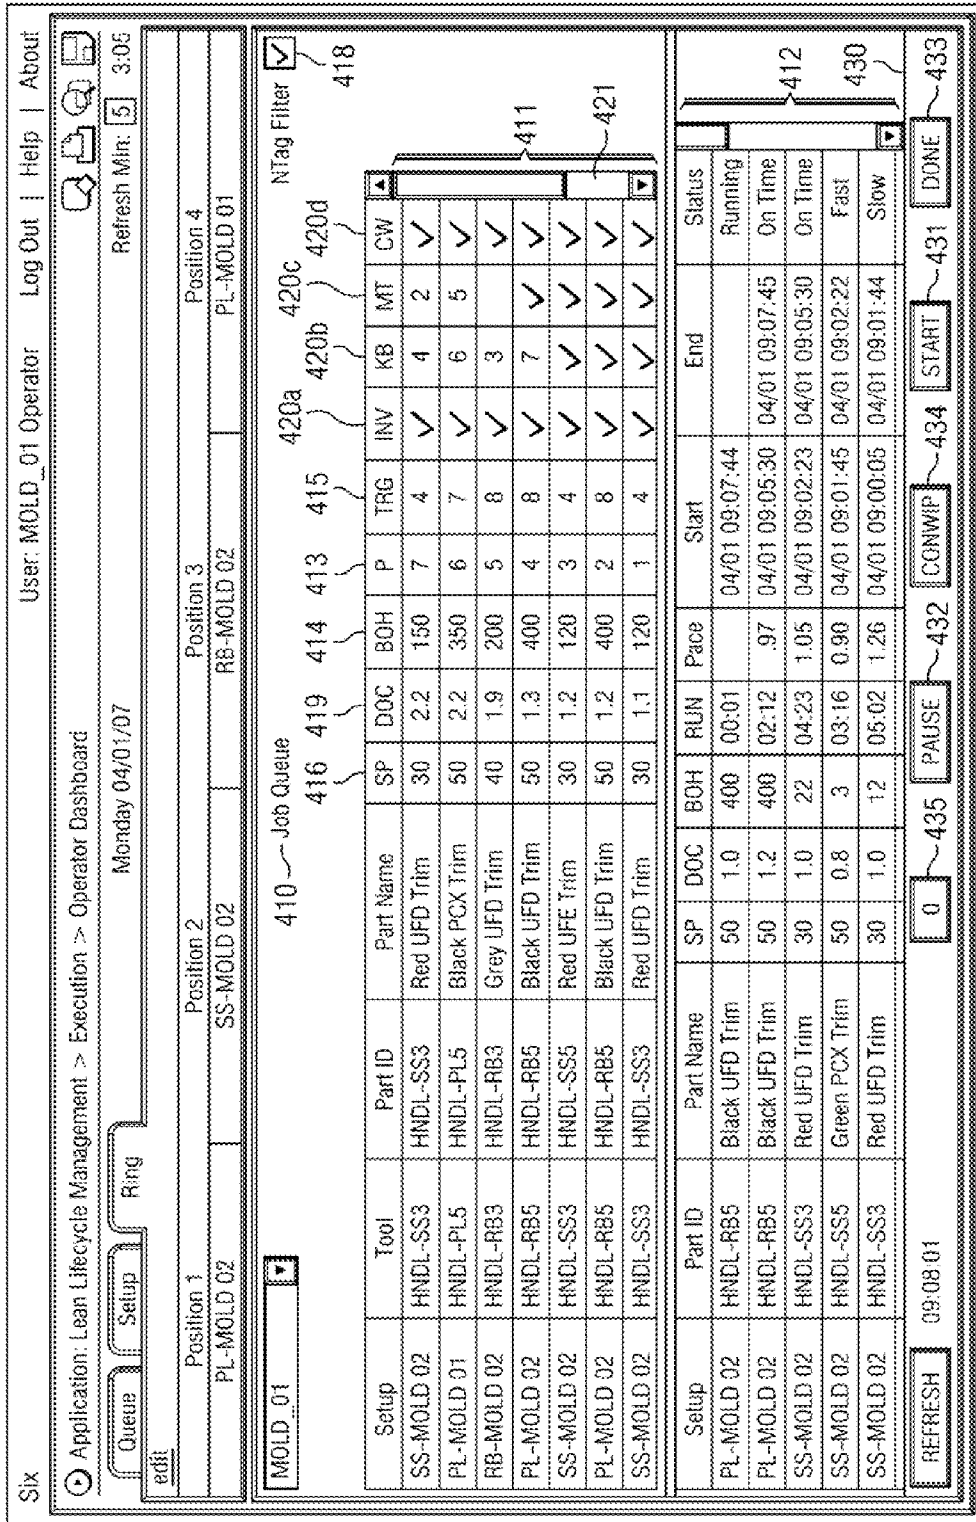 Six User: MOLD_01 Operator Log Out | Help | About
Application: Lean Lifecycle Management > Execution > Operator Dashboard
Queue Setup Ring Monday 04/01/07 Refresh Min: 5 3:05
edit
Position 1 Position 2 Position 3 Position 4
PL-MOLD 02 SS-MOLD 02 RB-MOLD 02 PL-MOLD 01
MOLD_01 410 Job Queue NTag Filter 418
416 419 414 413 415 420a 420b 420c 420d
Setup Tool Part ID Part Name SP DOC BOH P TRG INV KB MT CW
SS-MOLD 02 HNDL-SS3 HNDL-SS3 Red UFD Trim 30 2.2 150 7 4 ✓ 4 2 ✓
PL-MOLD 01 HNDL-PL5 HNDL-PL5 Black PCX Trim 50 2.2 350 6 7 ✓ 6 5 ✓
RB-MOLD 02 HNDL-RB3 HNDL-RB3 Grey UFD Trim 40 1.9 200 5 8 ✓ 3 ✓
PL-MOLD 02 HNDL-RB5 HNDL-RB5 Black UFD Trim 50 1.3 400 4 8 ✓ 7 ✓ ✓
SS-MOLD 02 HNDL-SS3 HNDL-SS5 Red UFE Trim 30 1.2 120 3 4 ✓ ✓ ✓ ✓
PL-MOLD 02 HNDL-RB5 HNDL-RB5 Black UFD Trim 50 1.2 400 2 8 ✓ ✓ ✓ ✓
SS-MOLD 02 HNDL-SS3 HNDL-SS3 Red UFD Trim 30 1.1 120 1 4 ✓ ✓ ✓ ✓
411
421
Setup Part ID Part Name SP DOC BOH RUN Pace Start End Status
PL-MOLD 02 HNDL-RB5 Black UFD Trim 50 1.0 400 00:01 04/01 09:07:44 Running
PL-MOLD 02 HNDL-RB5 Black UFD Trim 50 1.2 400 02:12 .97 04/01 09:05:30 04/01 09:07:45 On Time
SS-MOLD 02 HNDL-SS3 Red UFD Trim 30 1.0 22 04:23 1.05 04/01 09:02:23 04/01 09:05:30 On Time
SS-MOLD 02 HNDL-SS5 Green PCX Trim 50 0.8 3 03:16 0.90 04/01 09:01:45 04/01 09:02:22 Fast
SS-MOLD 02 HNDL-SS3 Red UFD Trim 30 1.0 12 05:02 1.26 04/01 09:00:05 04/01 09:01:44 Slow
412
430
REFRESH 09:08:01 0 435 PAUSE 432 CONWIP 434 START 431 DONE 433